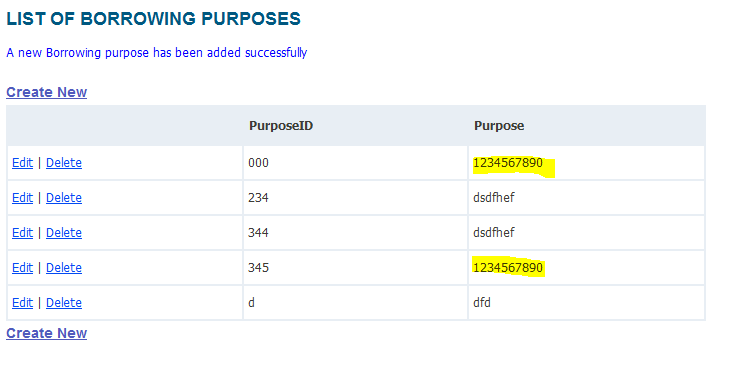 LIST OF BORROWING PURPOSES
A new Borrowing purpose has been added successfully
Create New
PurposeID Purpose
Edit | Delete 000 1234567890
Edit | Delete 234 dsdfhef
Edit | Delete 344 dsdfhef
Edit | Delete 345 1234567890
Edit | Delete d dfd
Create New